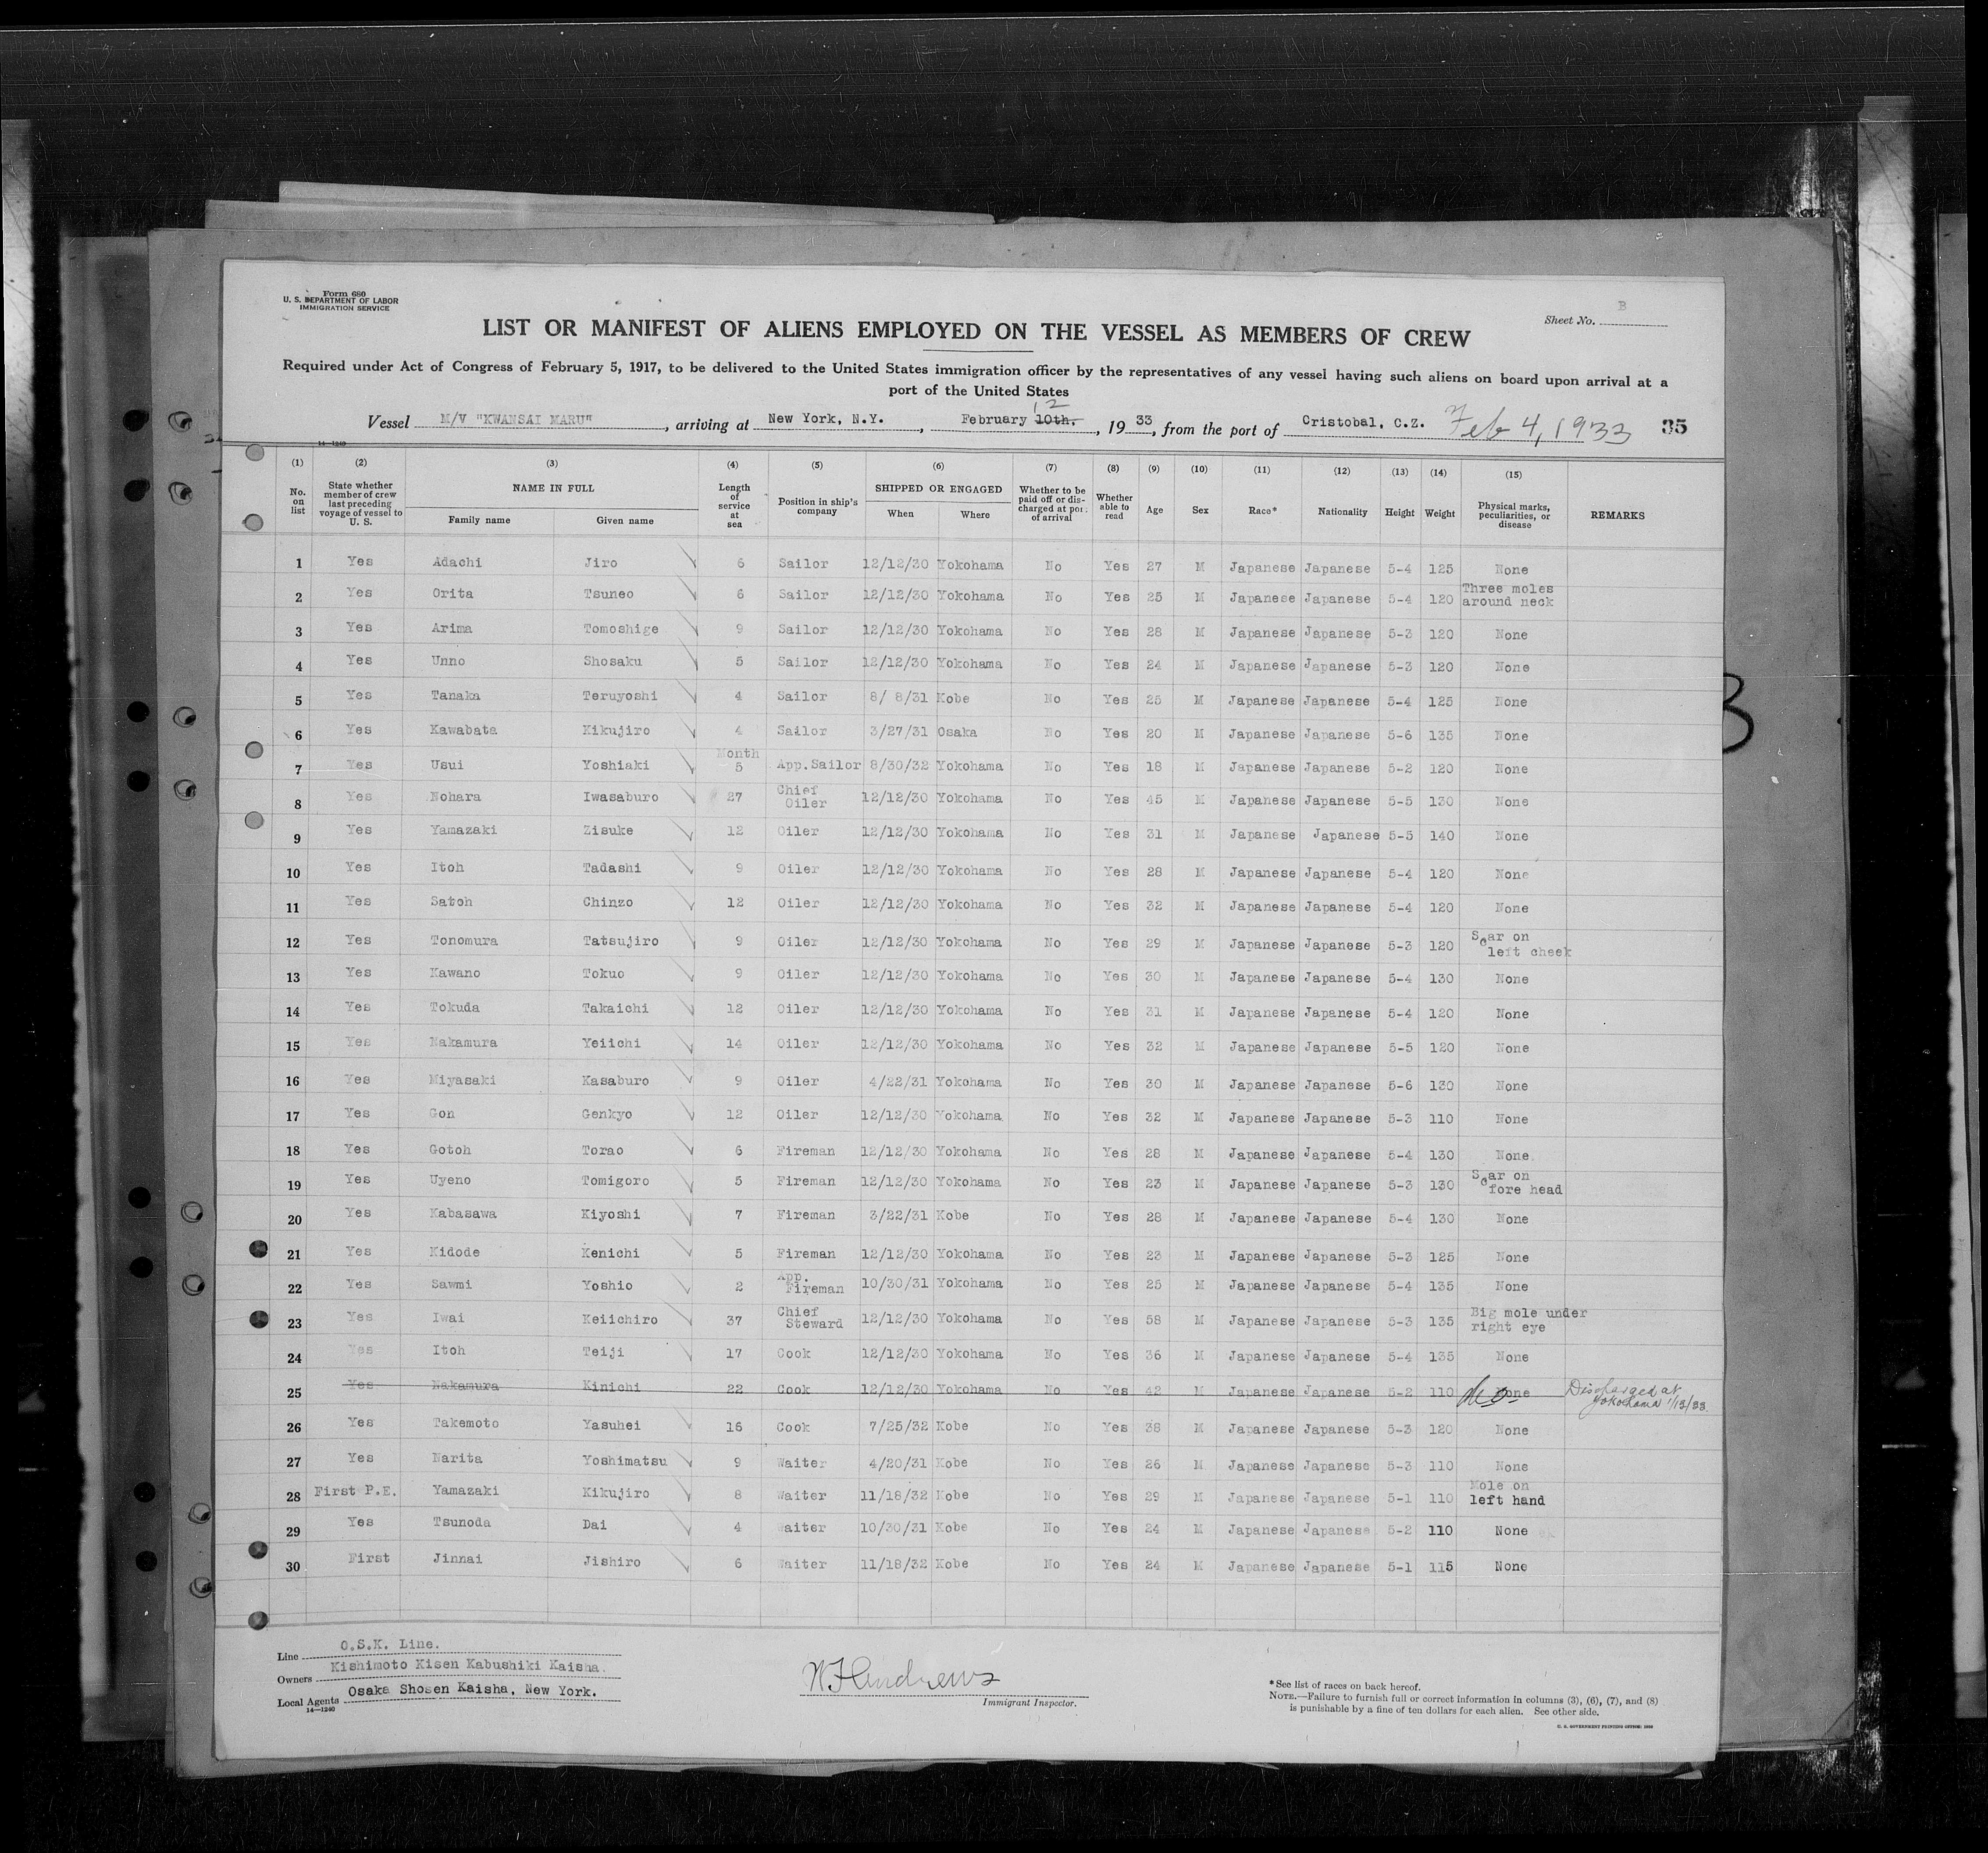 Form 680
U. S. DEPARTMENT OF LABOR
IMMIGRATION SERVICE
Sheet No. B
LIST OR MANIFEST OF ALIENS EMPLOYED ON THE VESSEL AS MEMBERS OF CREW
Required under Act of Congress of February 5, 1917, to be delivered to the United States immigration officer by the representatives of any vessel having such aliens on board upon arrival at a
port of the United States
12
Vessel M/V "KWANSAI MARU", arriving at New York, N.Y., February 10th., 1933, from the port of Cristobal, C.Z. Feb 4, 1933 35
14—1240
(1) (2) (3) (4) (5) (6) (7) (8) (9) (10) (11) (12) (13) (14) (15)
No. on list | State whether member of crew last preceding voyage of vessel to U. S. | NAME IN FULL | Length of service at sea | Position in ship's company | SHIPPED OR ENGAGED | Whether to be paid off or discharged at port of arrival | Whether able to read | Age | Sex | Race* | Nationality | Height | Weight | Physical marks, peculiarities, or disease | REMARKS
Family name | Given name | When | Where
1 Yes Adachi Jiro 6 Sailor 12/12/30 Yokohama No Yes 27 M Japanese Japanese 5-4 125 None
2 Yes Orita Tsuneo 6 Sailor 12/12/30 Yokohama No Yes 25 M Japanese Japanese 5-4 120 Three moles around neck
3 Yes Arima Tomoshige 9 Sailor 12/12/30 Yokohama No Yes 28 M Japanese Japanese 5-3 120 None
4 Yes Unno Shosaku 5 Sailor 12/12/30 Yokohama No Yes 24 M Japanese Japanese 5-3 120 None
5 Yes Tanaka Teruyoshi 4 Sailor 8/ 8/31 Kobe No Yes 25 M Japanese Japanese 5-4 125 None
6 Yes Kawabata Kikujiro 4 Sailor 3/27/31 Osaka No Yes 20 M Japanese Japanese 5-6 135 None
7 Yes Usui Yoshiaki Month 5 App.Sailor 8/30/32 Yokohama No Yes 18 M Japanese Japanese 5-2 120 None
8 Yes Nohara Iwasaburo 27 Chief Oiler 12/12/30 Yokohama No Yes 45 M Japanese Japanese 5-5 130 None
9 Yes Yamazaki Zisuke 12 Oiler 12/12/30 Yokohama No Yes 31 M Japanese Japanese 5-5 140 None
10 Yes Itoh Tadashi 9 Oiler 12/12/30 Yokohama No Yes 28 M Japanese Japanese 5-4 120 None
11 Yes Satoh Chinzo 12 Oiler 12/12/30 Yokohama No Yes 32 M Japanese Japanese 5-4 120 None
12 Yes Tonomura Tatsujiro 9 Oiler 12/12/30 Yokohama No Yes 29 M Japanese Japanese 5-3 120 Scar on left cheek
13 Yes Kawano Tokuo 9 Oiler 12/12/30 Yokohama No Yes 30 M Japanese Japanese 5-4 130 None
14 Yes Tokuda Takaichi 12 Oiler 12/12/30 Yokohama No Yes 31 M Japanese Japanese 5-4 120 None
15 Yes Nakamura Yeiichi 14 Oiler 12/12/30 Yokohama No Yes 32 M Japanese Japanese 5-5 120 None
16 Yes Miyasaki Kasaburo 9 Oiler 4/22/31 Yokohama No Yes 30 M Japanese Japanese 5-6 130 None
17 Yes Gon Genkyo 12 Oiler 12/12/30 Yokohama No Yes 32 M Japanese Japanese 5-3 110 None
18 Yes Gotoh Torao 6 Fireman 12/12/30 Yokohama No Yes 28 M Japanese Japanese 5-4 130 None
19 Yes Uyeno Tomigoro 5 Fireman 12/12/30 Yokohama No Yes 23 M Japanese Japanese 5-3 130 Scar on fore head
20 Yes Kabasawa Kiyoshi 7 Fireman 3/22/31 Kobe No Yes 28 M Japanese Japanese 5-4 130 None
21 Yes Kidode Kenichi 5 Fireman 12/12/30 Yokohama No Yes 23 M Japanese Japanese 5-3 125 None
22 Yes Sawmi Yoshio 2 App. Fireman 10/30/31 Yokohama No Yes 25 M Japanese Japanese 5-4 135 None
23 Yes Iwai Keiichiro 37 Chief Steward 12/12/30 Yokohama No Yes 58 M Japanese Japanese 5-3 135 Big mole under right eye
24 Yes Itoh Teiji 17 Cook 12/12/30 Yokohama No Yes 36 M Japanese Japanese 5-4 135 None
25 Yes Nakamura Kinichi 22 Cook 12/12/30 Yokohama No Yes 42 M Japanese Japanese 5-2 110 None Discharged at Yokohama 1/13/33
26 Yes Takemoto Yasuhei 16 Cook 7/25/32 Kobe No Yes 38 M Japanese Japanese 5-3 120 None
27 Yes Narita Yoshimatsu 9 Waiter 4/20/31 Kobe No Yes 26 M Japanese Japanese 5-3 110 None
28 First P.E. Yamazaki Kikujiro 8 Waiter 11/18/32 Kobe No Yes 29 M Japanese Japanese 5-1 110 Mole on left hand
29 Yes Tsunoda Dai 4 Waiter 10/30/31 Kobe No Yes 24 M Japanese Japanese 5-2 110 None
30 First Jinnai Jishiro 6 Waiter 11/18/32 Kobe No Yes 24 M Japanese Japanese 5-1 115 None
Line O.S.K. Line.
Owners Kishimoto Kisen Kabushiki Kaisha.
Local Agents Osaka Shosen Kaisha, New York.
14—1240
W F Andrews
Immigrant Inspector.
*See list of races on back hereof.
NOTE.—Failure to furnish full or correct information in columns (3), (6), (7), and (8)
is punishable by a fine of ten dollars for each alien. See other side.
U. S. GOVERNMENT PRINTING OFFICE: 1932
3